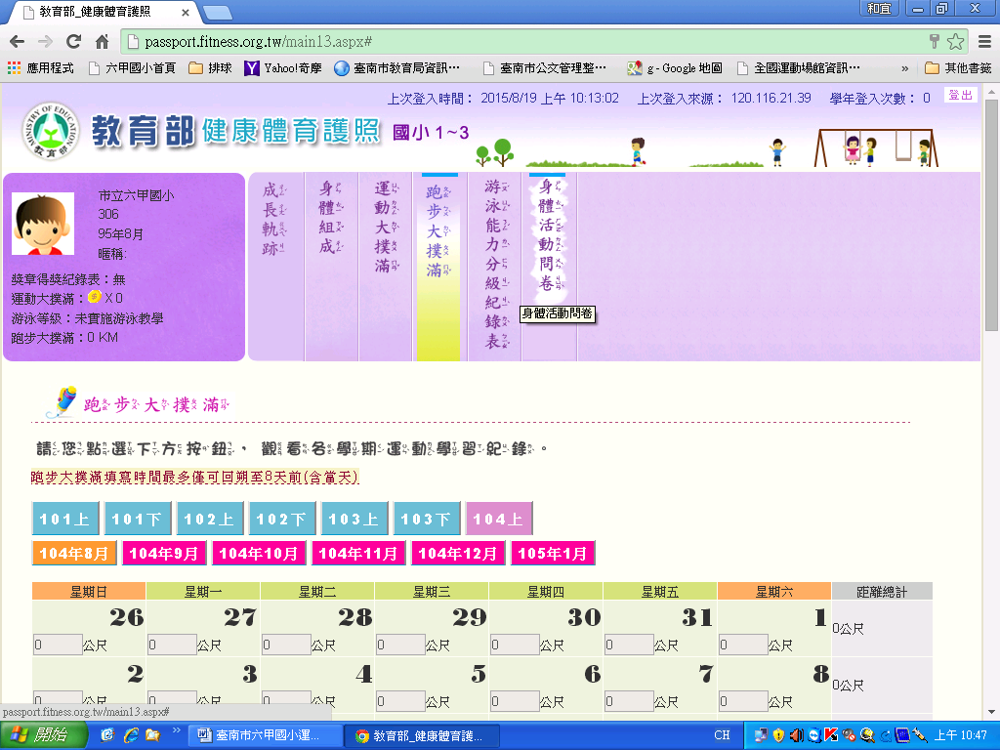 教育部_健康體育護照
和宜
passport.fitness.org.tw/main13.aspx#
應用程式 六甲國小首頁 排球 Yahoo!奇摩 臺南市教育局資訊… 臺南市公文管理整… g - Google 地圖 全國運動場館資訊… » 其他書籤
上次登入時間： 2015/8/19 上午 10:13:02 上次登入來源： 120.116.21.39 學年登入次數： 0 登出
MINISTRY OF EDUCATION 教育部
教育部健康體育護照 國小 1~3
市立六甲國小
306
95年8月
暱稱:
獎章得獎紀錄表：無
運動大撲滿： X 0
游泳等級：未實施游泳教學
跑步大撲滿：0 KM
成長軌跡
身體組成
運動大撲滿
跑步大撲滿
游泳能力分級紀錄表
身體活動問卷
身體活動問卷
跑步大撲滿
請您點選下方按鈕， 觀看各學期運動學習紀錄。
跑步大撲滿填寫時間最多僅可回朔至8天前(含當天)
101上 101下 102上 102下 103上 103下 104上
104年8月 104年9月 104年10月 104年11月 104年12月 105年1月
星期日 星期一 星期二 星期三 星期四 星期五 星期六 距離總計
26 27 28 29 30 31 1
0 公尺 0 公尺 0 公尺 0 公尺 0 公尺 0 公尺 0 公尺 0公尺
2 3 4 5 6 7 8
0 公尺 0 公尺 0 公尺 0 公尺 0 公尺 0 公尺 0 公尺 0公尺
passport.fitness.org.tw/main13.aspx#
開始 » 臺南市六甲國小運... 教育部_健康體育護... CH 上午 10:47